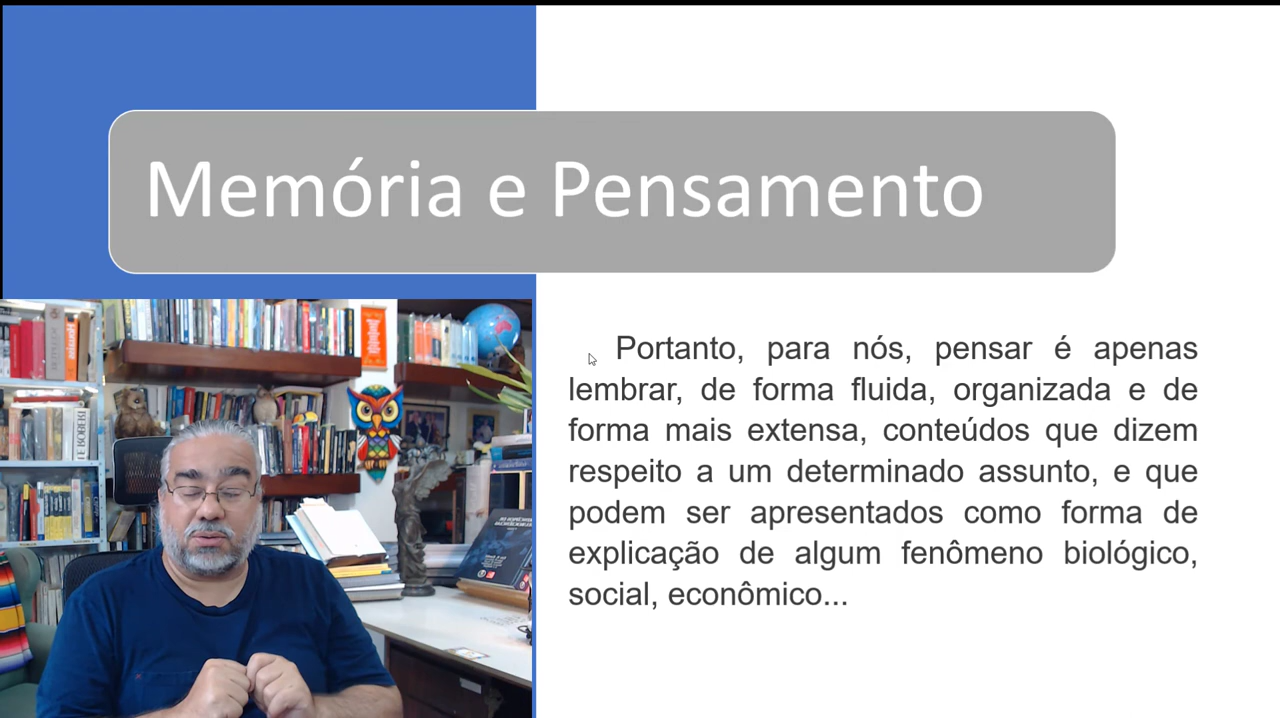 Memória e Pensamento
Portanto, para nós, pensar é apenas
lembrar, de forma fluida, organizada e de
forma mais extensa, conteúdos que dizem
respeito a um determinado assunto, e que
podem ser apresentados como forma de
explicação de algum fenômeno biológico,
social, econômico...